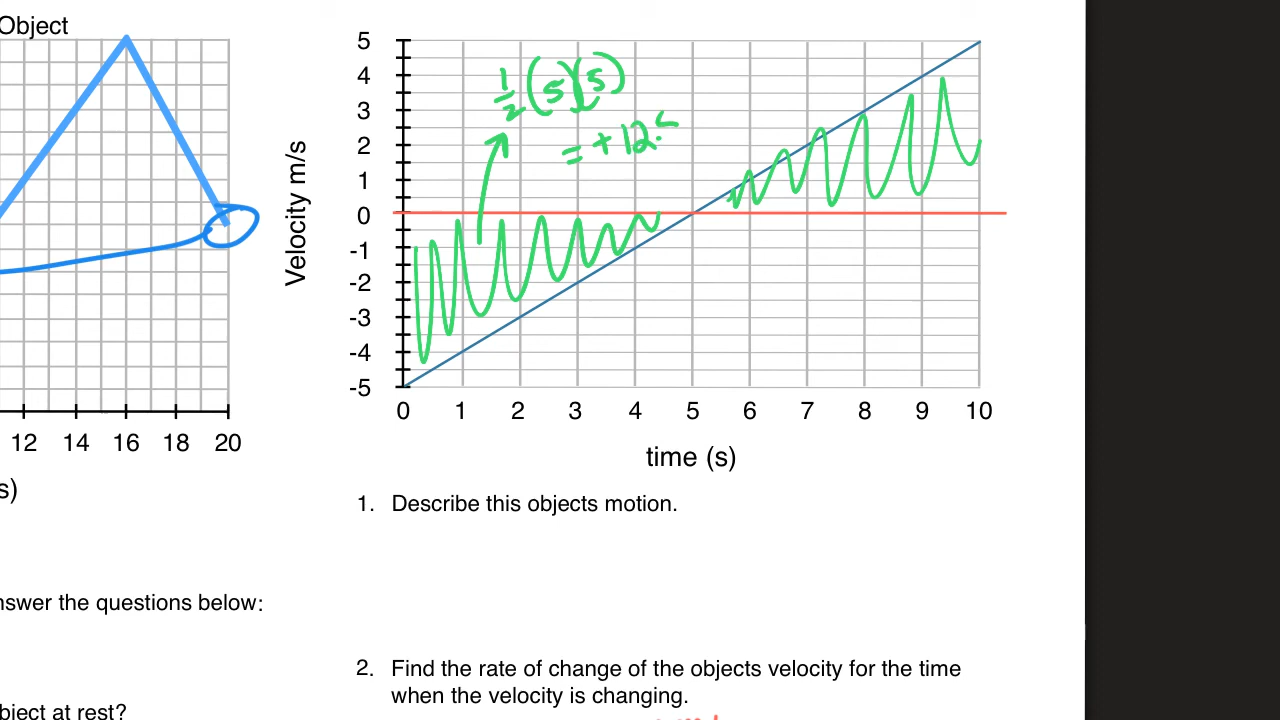 Object
5
4
3
2
1
0
-1
-2
-3
-4
-5
Velocity m/s
1/2 (5)(5)
= +12.5
0 1 2 3 4 5 6 7 8 9 10
time (s)
12 14 16 18 20
s)
1. Describe this objects motion.
nswer the questions below:
2. Find the rate of change of the objects velocity for the time
when the velocity is changing.
bject at rest?